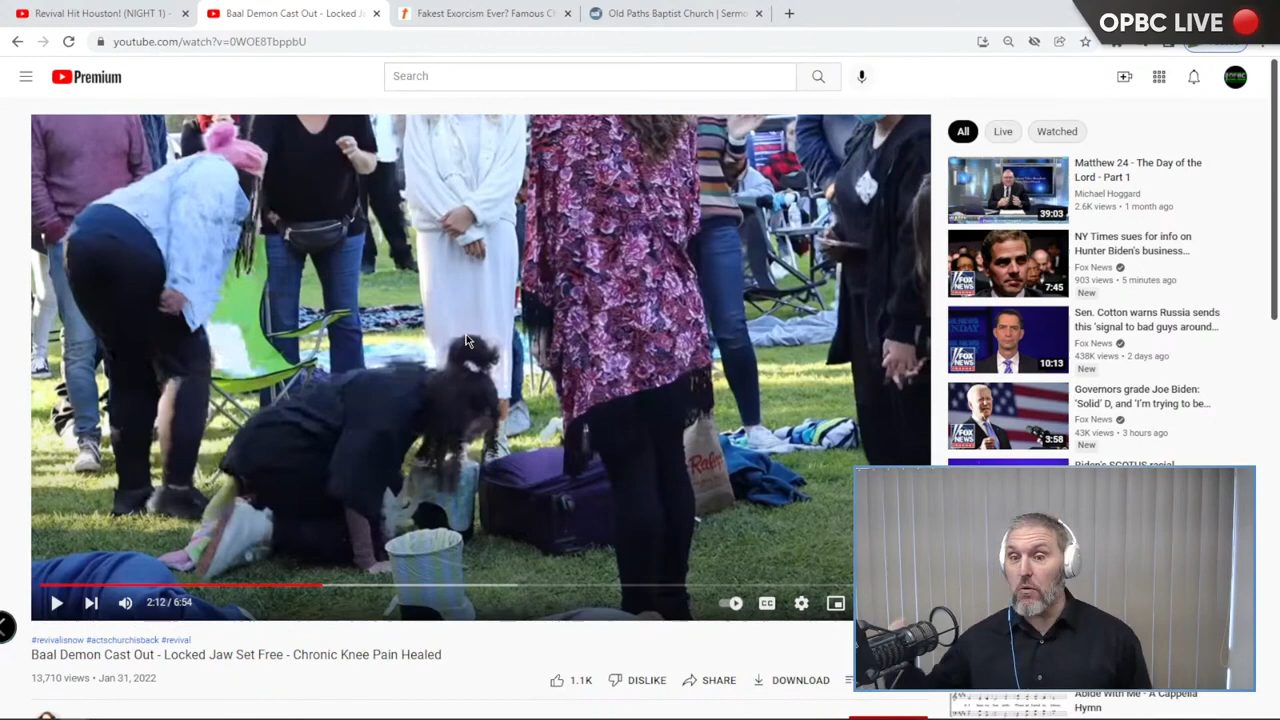 Revival Hit Houston! (NIGHT 1) -
Baal Demon Cast Out - Locked Ja
Fakest Exorcism Ever? Famous C
Old Paths Baptist Church | Sermo
OPBC LIVE
youtube.com/watch?v=0WOE8TbppbU
Premium
Search
All
Live
Watched
Matthew 24 - The Day of the
Lord - Part 1
Michael Hoggard
2.6K views • 1 month ago
39:03
NY Times sues for info on
Hunter Biden's business...
Fox News
903 views • 5 minutes ago
New
7:45
Sen. Cotton warns Russia sends
this 'signal to bad guys around...
Fox News
438K views • 2 days ago
New
10:13
Governors grade Joe Biden:
'Solid' D, and 'I'm trying to be...
Fox News
43K views • 3 hours ago
New
3:58
Biden's SCOTUS racial
2:12 / 6:54
CC
#revivalisnow #actschurchisback #revival
Baal Demon Cast Out - Locked Jaw Set Free - Chronic Knee Pain Healed
13,710 views • Jan 31, 2022
1.1K
DISLIKE
SHARE
DOWNLOAD
Abide With Me - A Cappella
Hymn